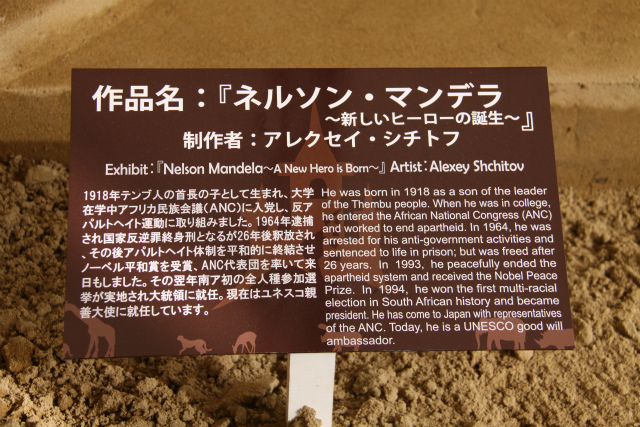 作品名：『ネルソン・マンデラ
～新しいヒーローの誕生～』
制作者：アレクセイ・シチトフ
Exhibit：『Nelson Mandela～A New Hero is Born～』 Artist：Alexey Shchitov
1918年テンブ人の首長の子として生まれ、大学
在学中アフリカ民族会議（ANC）に入党し、反ア
パルトヘイト運動に取り組みました。1964年逮捕
され国家反逆罪終身刑となるが26年後釈放され
、その後アパルトヘイト体制を平和的に終結させ
ノーベル平和賞を受賞、ANC代表団を率いて来
日もしました。その翌年南ア初の全人種参加選
挙が実地され大統領に就任。現在はユネスコ親
善大使に就任しています。
He was born in 1918 as a son of the leader
of the Thembu people. When he was in college,
he entered the African National Congress (ANC)
and worked to end apartheid. In 1964, he was
arrested for his anti-government activities and
sentenced to life in prison; but was freed after
26 years. In 1993, he peacefully ended the
apartheid system and received the Nobel Peace
Prize. In 1994, he won the first multi-racial
election in South African history and became
president. He has come to Japan with representatives
of the ANC. Today, he is a UNESCO good will
ambassador.